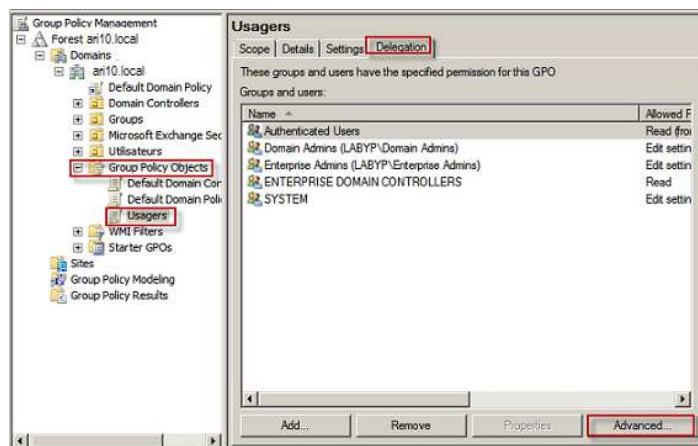 Group Policy Management
Forest ari10.local
Domains
ari10.local
Default Domain Policy
Domain Controllers
Groups
Microsoft Exchange Sec
Utilisateurs
Group Policy Objects
Default Domain Con
Default Domain Poli
Usagers
WMI Filters
Starter GPOs
Sites
Group Policy Modeling
Group Policy Results
Usagers
Scope Details Settings Delegation
These groups and users have the specified permission for this GPO
Groups and users:
Name Allowed P
Authenticated Users Read (from
Domain Admins (LABYP\Domain Admins) Edit settin
Enterprise Admins (LABYP\Enterprise Admins) Edit settin
ENTERPRISE DOMAIN CONTROLLERS Read
SYSTEM Edit settin
Add... Remove Properties Advanced...